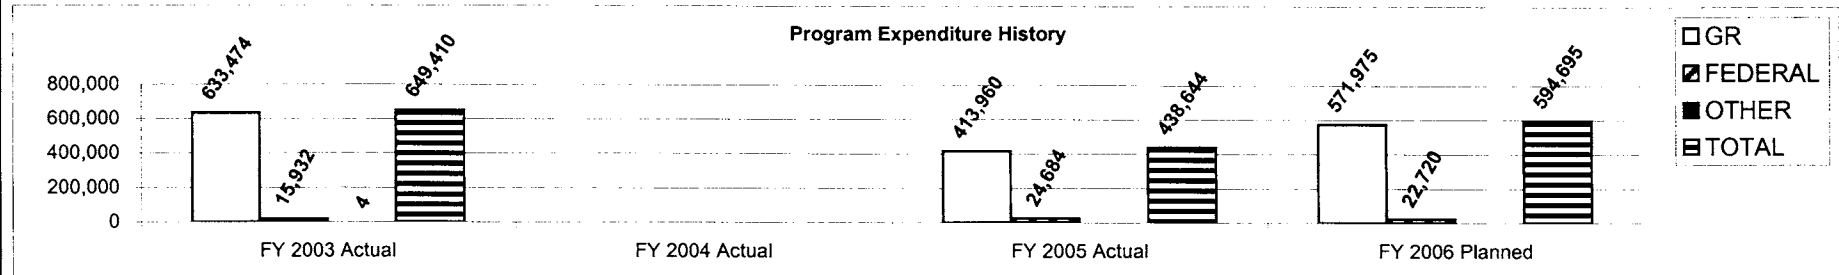 Program Expenditure History
GR
FEDERAL
OTHER
TOTAL
800,000
600,000
400,000
200,000
0
633,474
15,932
4
649,410
413,960
24,684
438,644
571,975
22,720
594,695
FY 2003 Actual
FY 2004 Actual
FY 2005 Actual
FY 2006 Planned